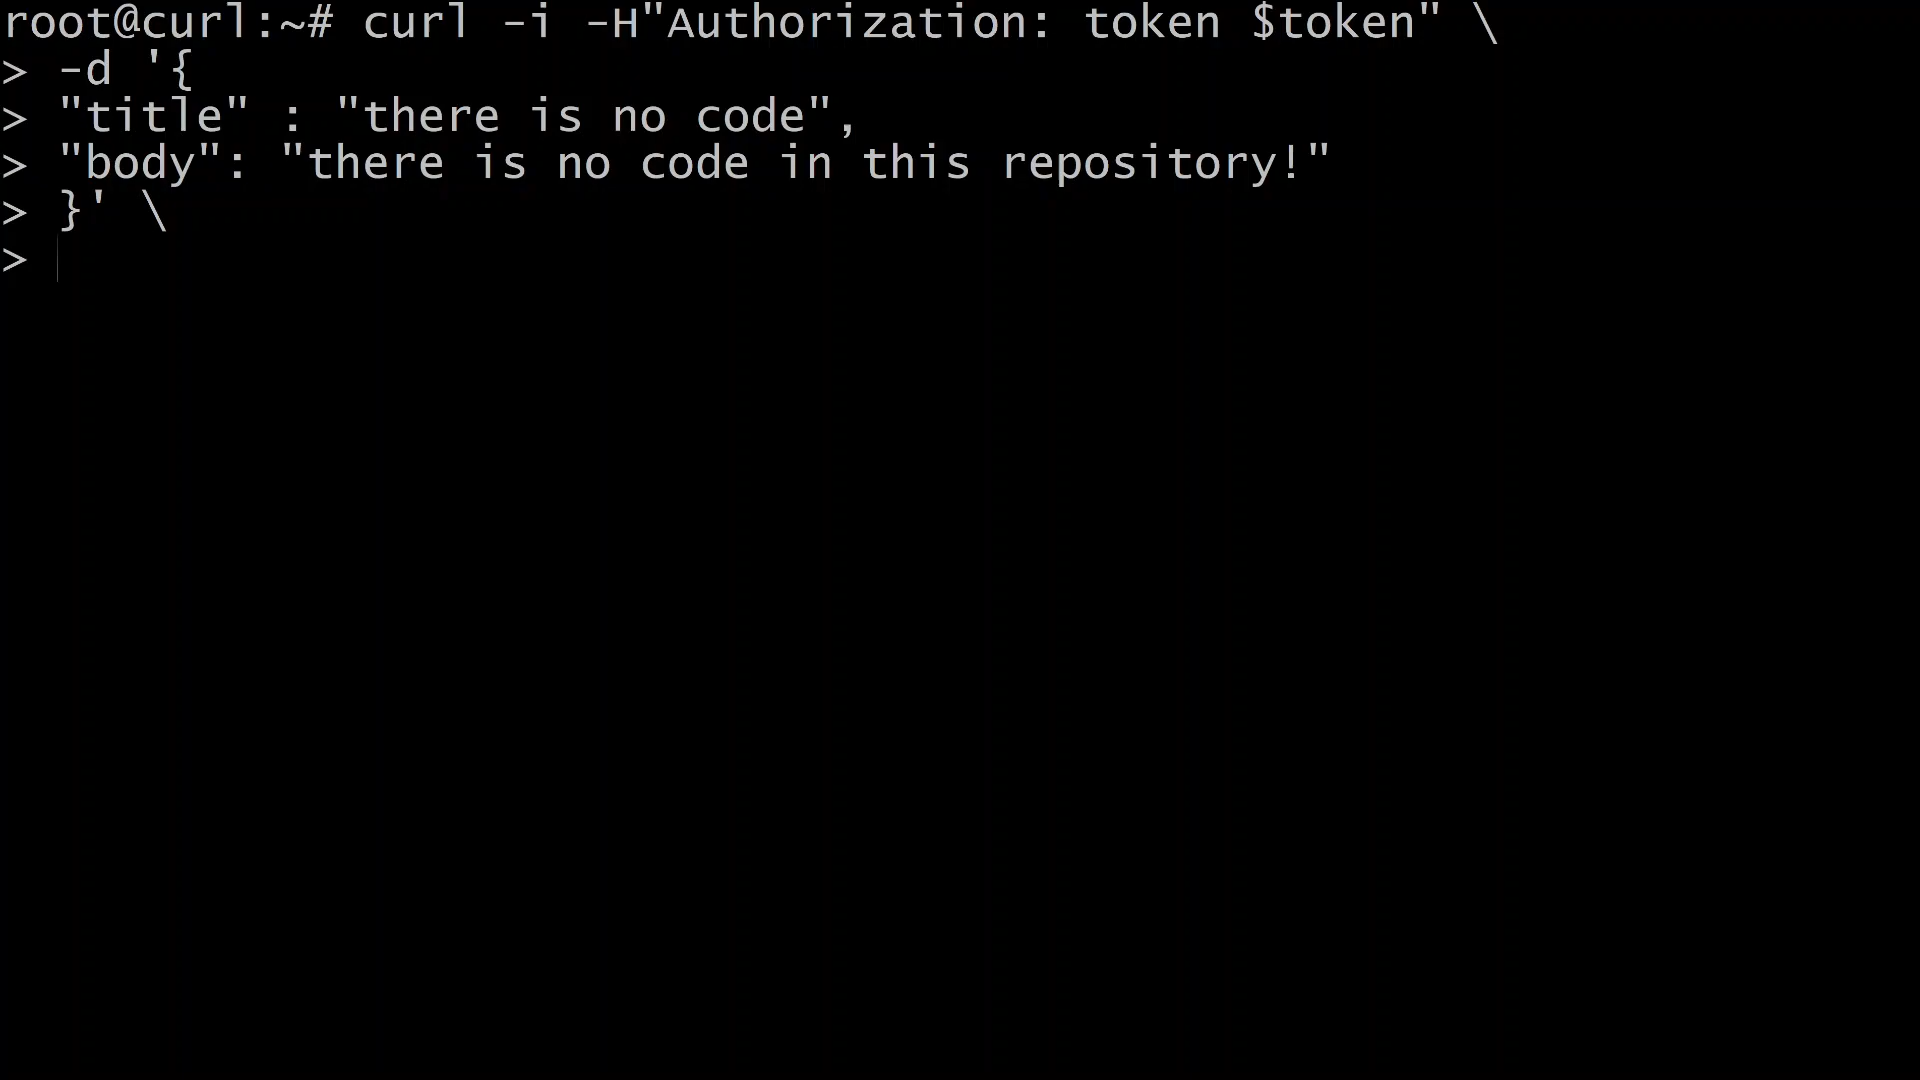 root@curl:~# curl -i -H"Authorization: token $token" \
> -d '{
> "title" : "there is no code",
> "body": "there is no code in this repository!"
> }' \
>